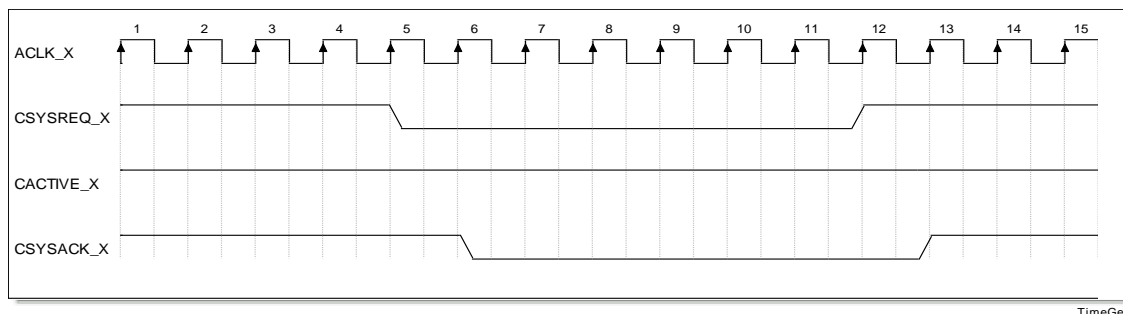 1 2 3 4 5 6 7 8 9 10 11 12 13 14 15
ACLK_X
CSYSREQ_X
CACTIVE_X
CSYSACK_X
TimeGe